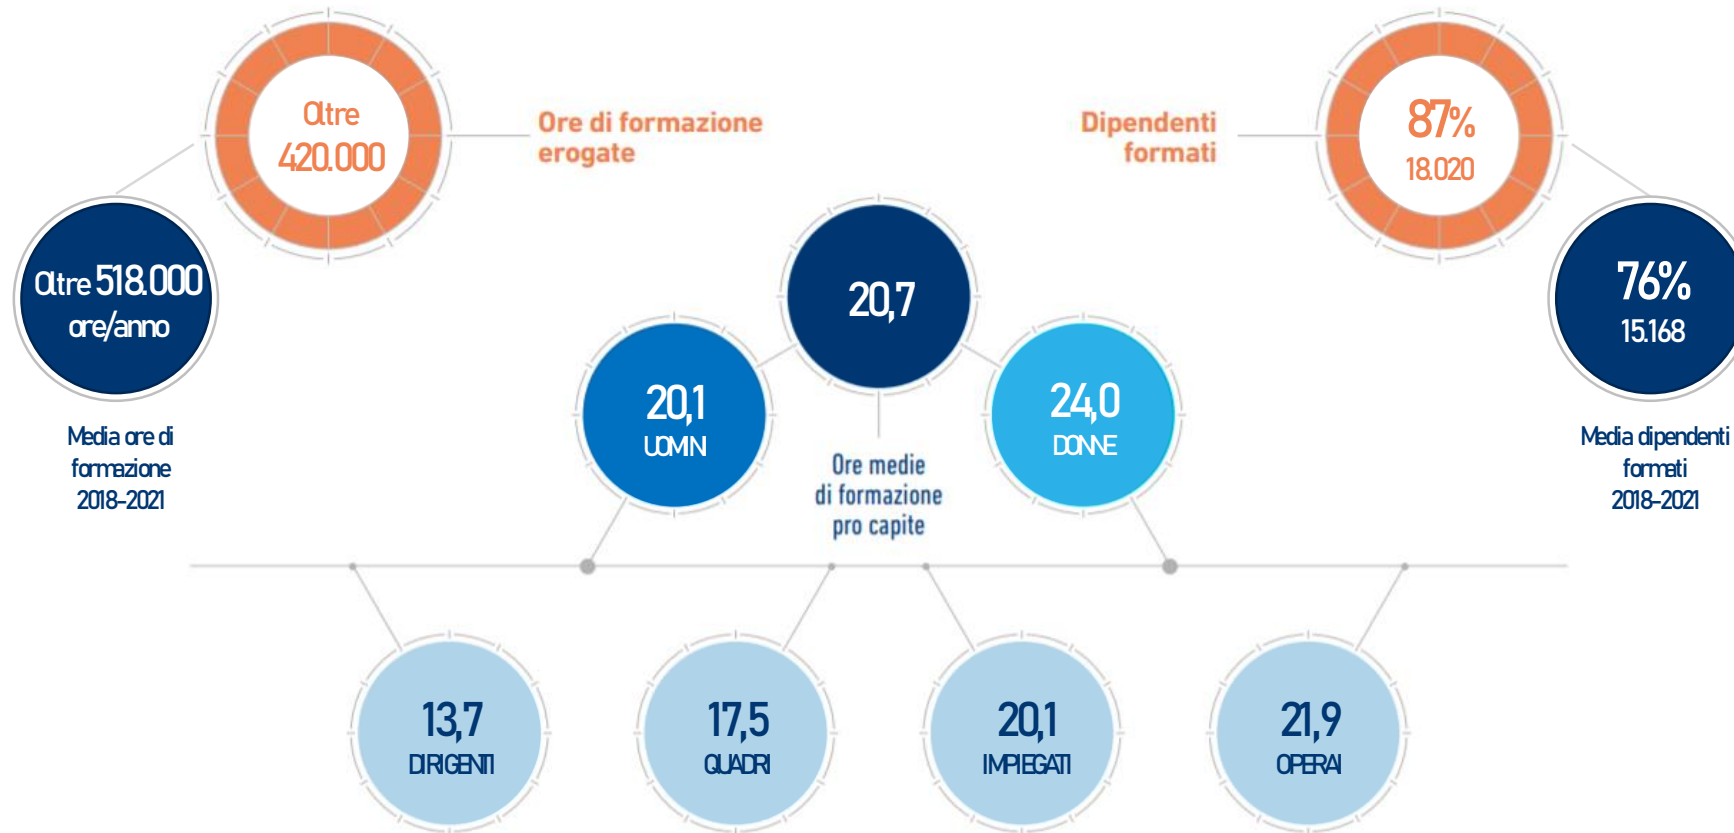 Oltre
420.000
Ore di formazione
erogate
Dipendenti
formati
87%
18.020
Oltre 518.000
ore/anno
Media ore di
formazione
2018-2021
20,7
Ore medie
di formazione
pro capite
20,1
UOMINI
24,0
DONNE
76%
15.168
Media dipendenti
formati
2018-2021
13,7
DIRIGENTI
17,5
QUADRI
20,1
IMPIEGATI
21,9
OPERAI